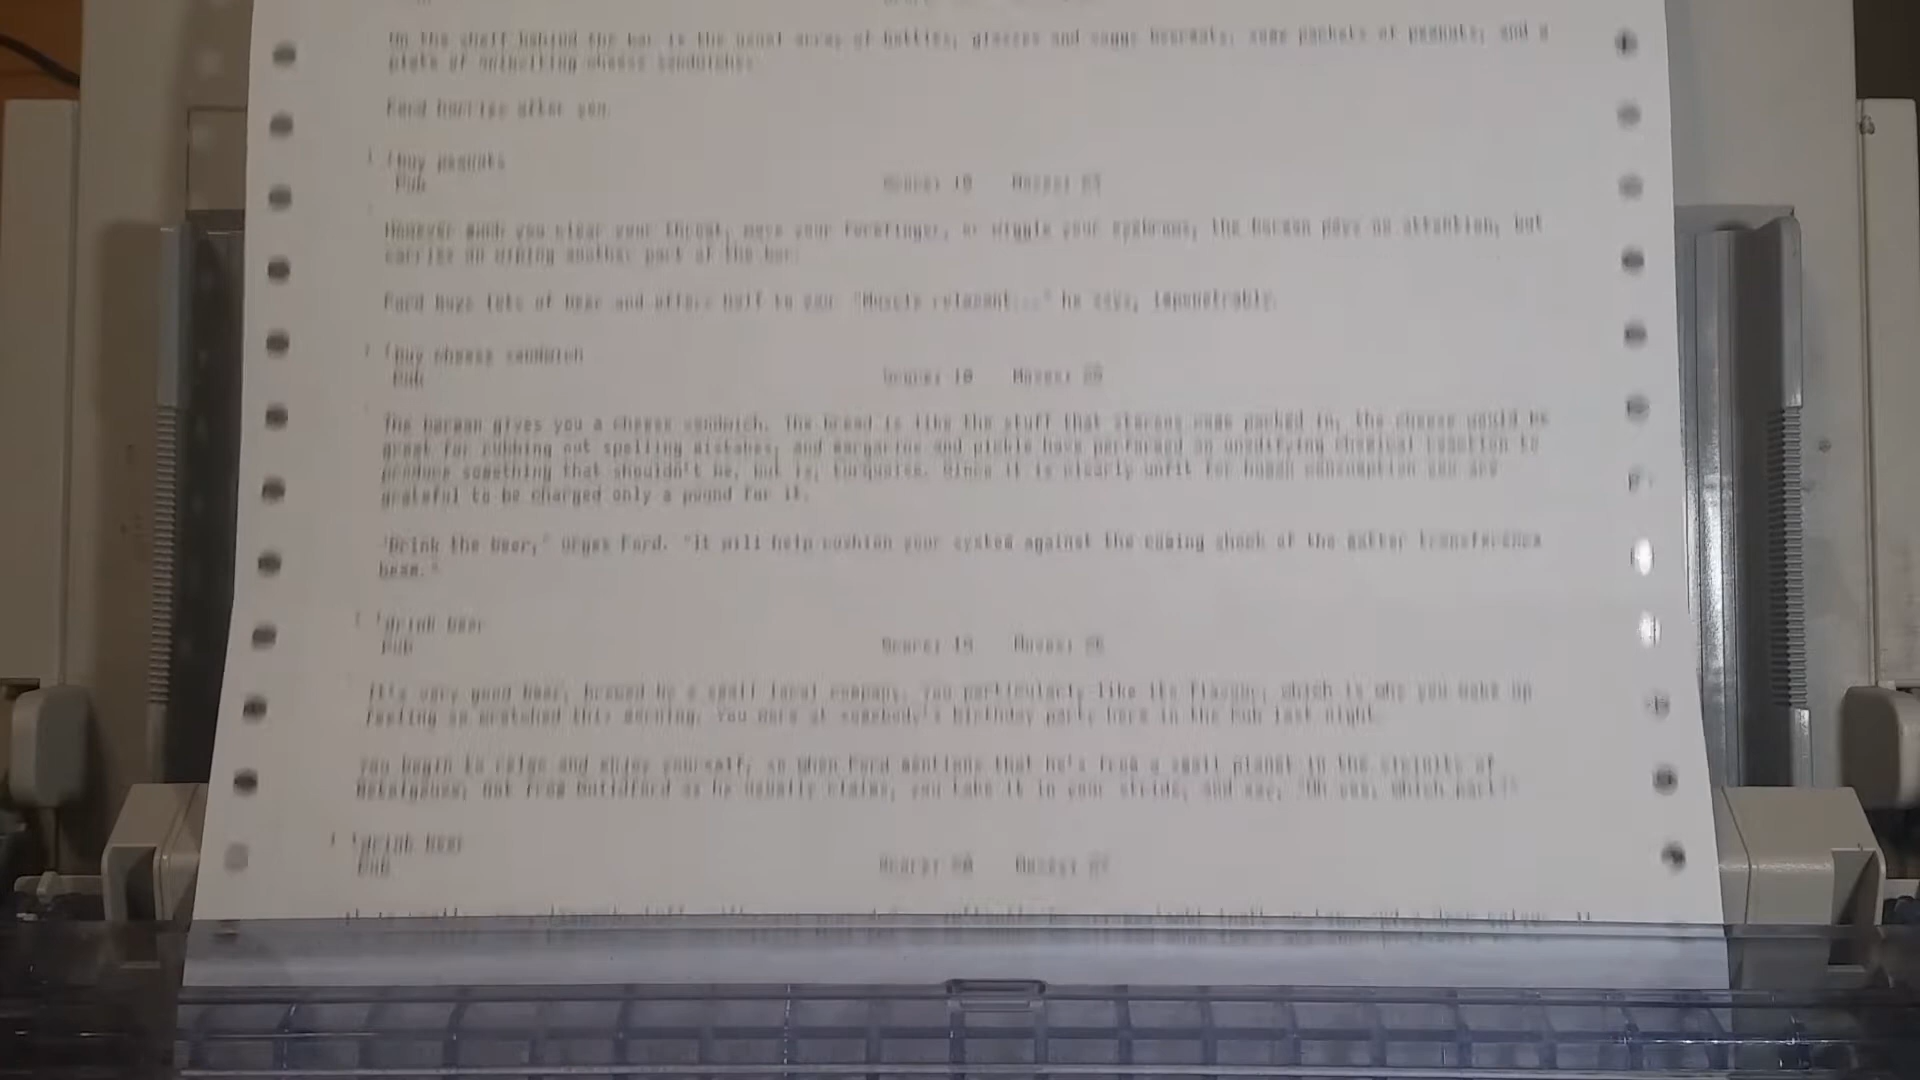 On the shelf behind the bar is the usual array of bottles, glasses and soggy beermats, some packets of peanuts, and a
plate of uninviting cheese sandwiches.
Ford hurries after you.
buy peanuts
Pub Score: Moves:
However much you clear your throat, wave your forefinger, or wiggle your eyebrows, the barman pays no attention, but
carries on wiping another part of the bar.
Ford buys lots of beer and offers half to you. "Muscle relaxant..." he says, impenetrably.
buy cheese sandwich
Pub Score: 10 Moves:
The barman gives you a cheese sandwich. The bread is like the stuff that stereos come packed in, the cheese would be
great for rubbing out spelling mistakes, and margarine and pickle have performed an unedifying chemical reaction to
produce something that shouldn't be, but is, turquoise. Since it is clearly unfit for human consumption you are
grateful to be charged only a pound for it.
"Drink the beer," urges Ford. "It will help cushion your system against the coming shock of the matter transference
beam."
drink beer
Pub Score: Moves:
It's very good beer, brewed by a small local company. You particularly like its flavour, which is why you woke up
feeling so wretched this morning. You were at somebody's birthday party here in the Pub last night.
You begin to relax and enjoy yourself, so when Ford mentions that he's from a small planet in the vicinity of
Betelgeuse, not from Guildford as he usually claims, you take it in your stride, and say, "Oh yes, which part?"
drink beer
Pub Score: Moves: